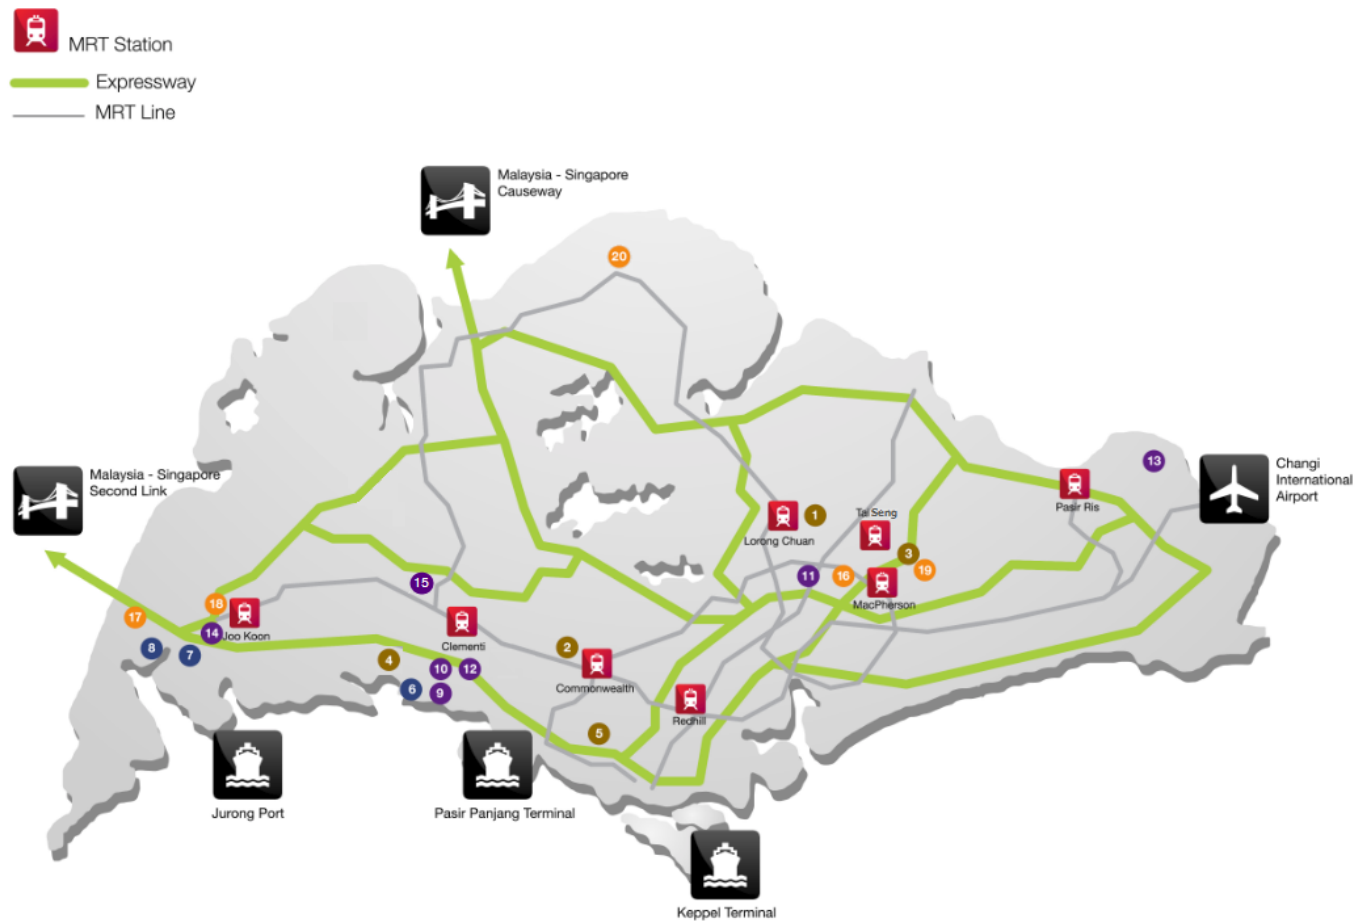 MRT Station
Expressway
MRT Line
Malaysia - Singapore
Causeway
20
Malaysia - Singapore
Second Link
13
Changi
International
Airport
Pasir Ris
1
Lorong Chuan
Tai Seng
3
19
11
16
MacPherson
15
18
17
14
Joo Koon
8
7
Clementi
2
4
10
12
Commonwealth
6
9
Redhill
5
Jurong Port
Pasir Panjang Terminal
Keppel Terminal